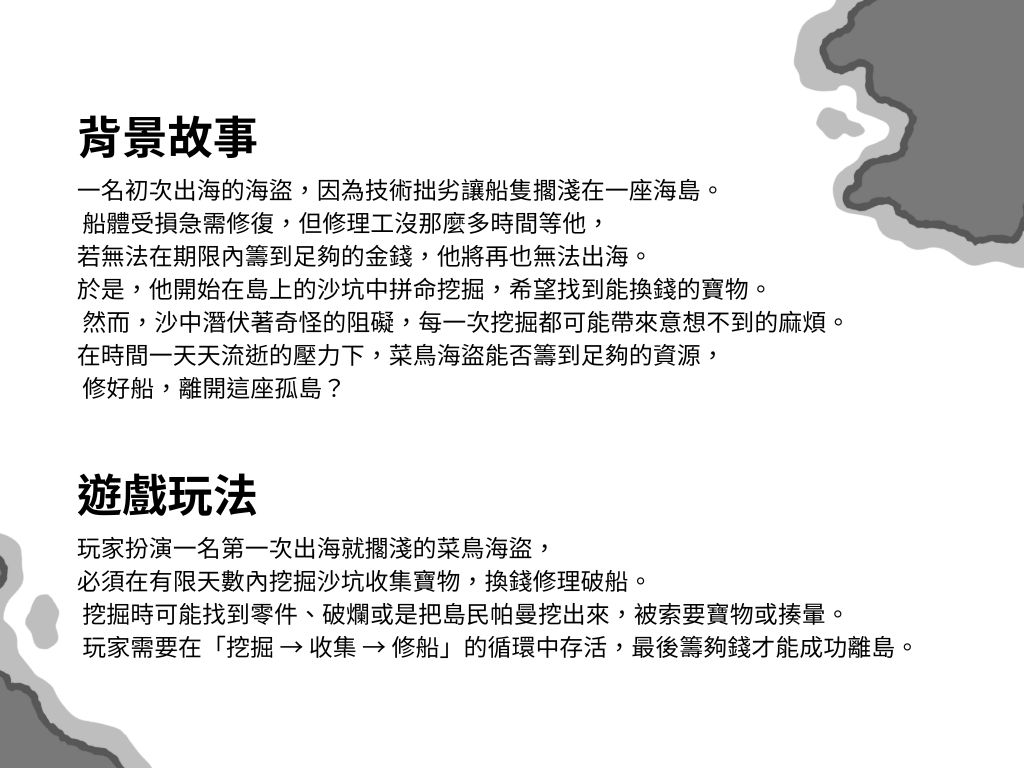 背景故事
一名初次出海的海盜，因為技術拙劣讓船隻擱淺在一座海島。
船體受損急需修復，但修理工沒那麼多時間等他，
若無法在期限內籌到足夠的金錢，他將再也無法出海。
於是，他開始在島上的沙坑中拼命挖掘，希望找到能換錢的寶物。
然而，沙中潛伏著奇怪的阻礙，每一次挖掘都可能帶來意想不到的麻煩。
在時間一天天流逝的壓力下，菜鳥海盜能否籌到足夠的資源，
修好船，離開這座孤島？
遊戲玩法
玩家扮演一名第一次出海就擱淺的菜鳥海盜，
必須在有限天數內挖掘沙坑收集寶物，換錢修理破船。
挖掘時可能找到零件、破爛或是把島民帕曼挖出來，被索要寶物或揍暈。
玩家需要在「挖掘 → 收集 → 修船」的循環中存活，最後籌夠錢才能成功離島。